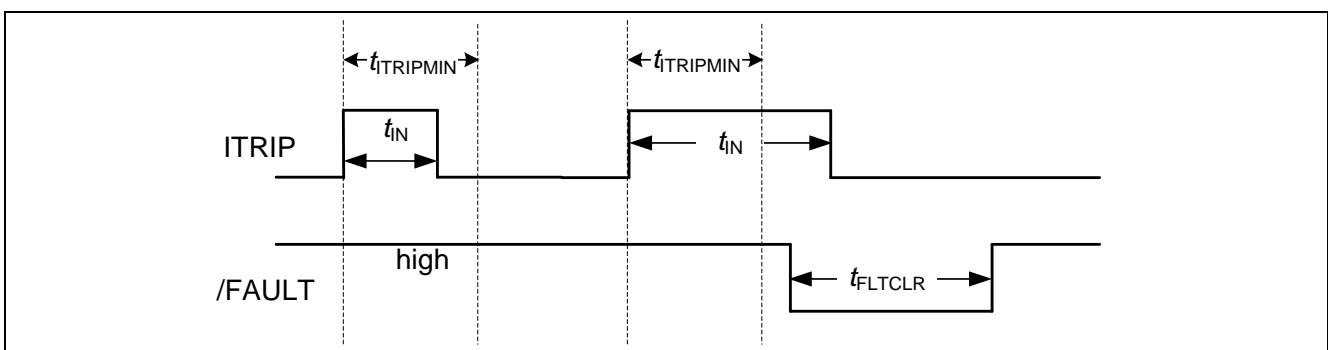 tITRIPMIN tITRIPMIN
ITRIP tIN tIN
high
/FAULT tFLTCLR